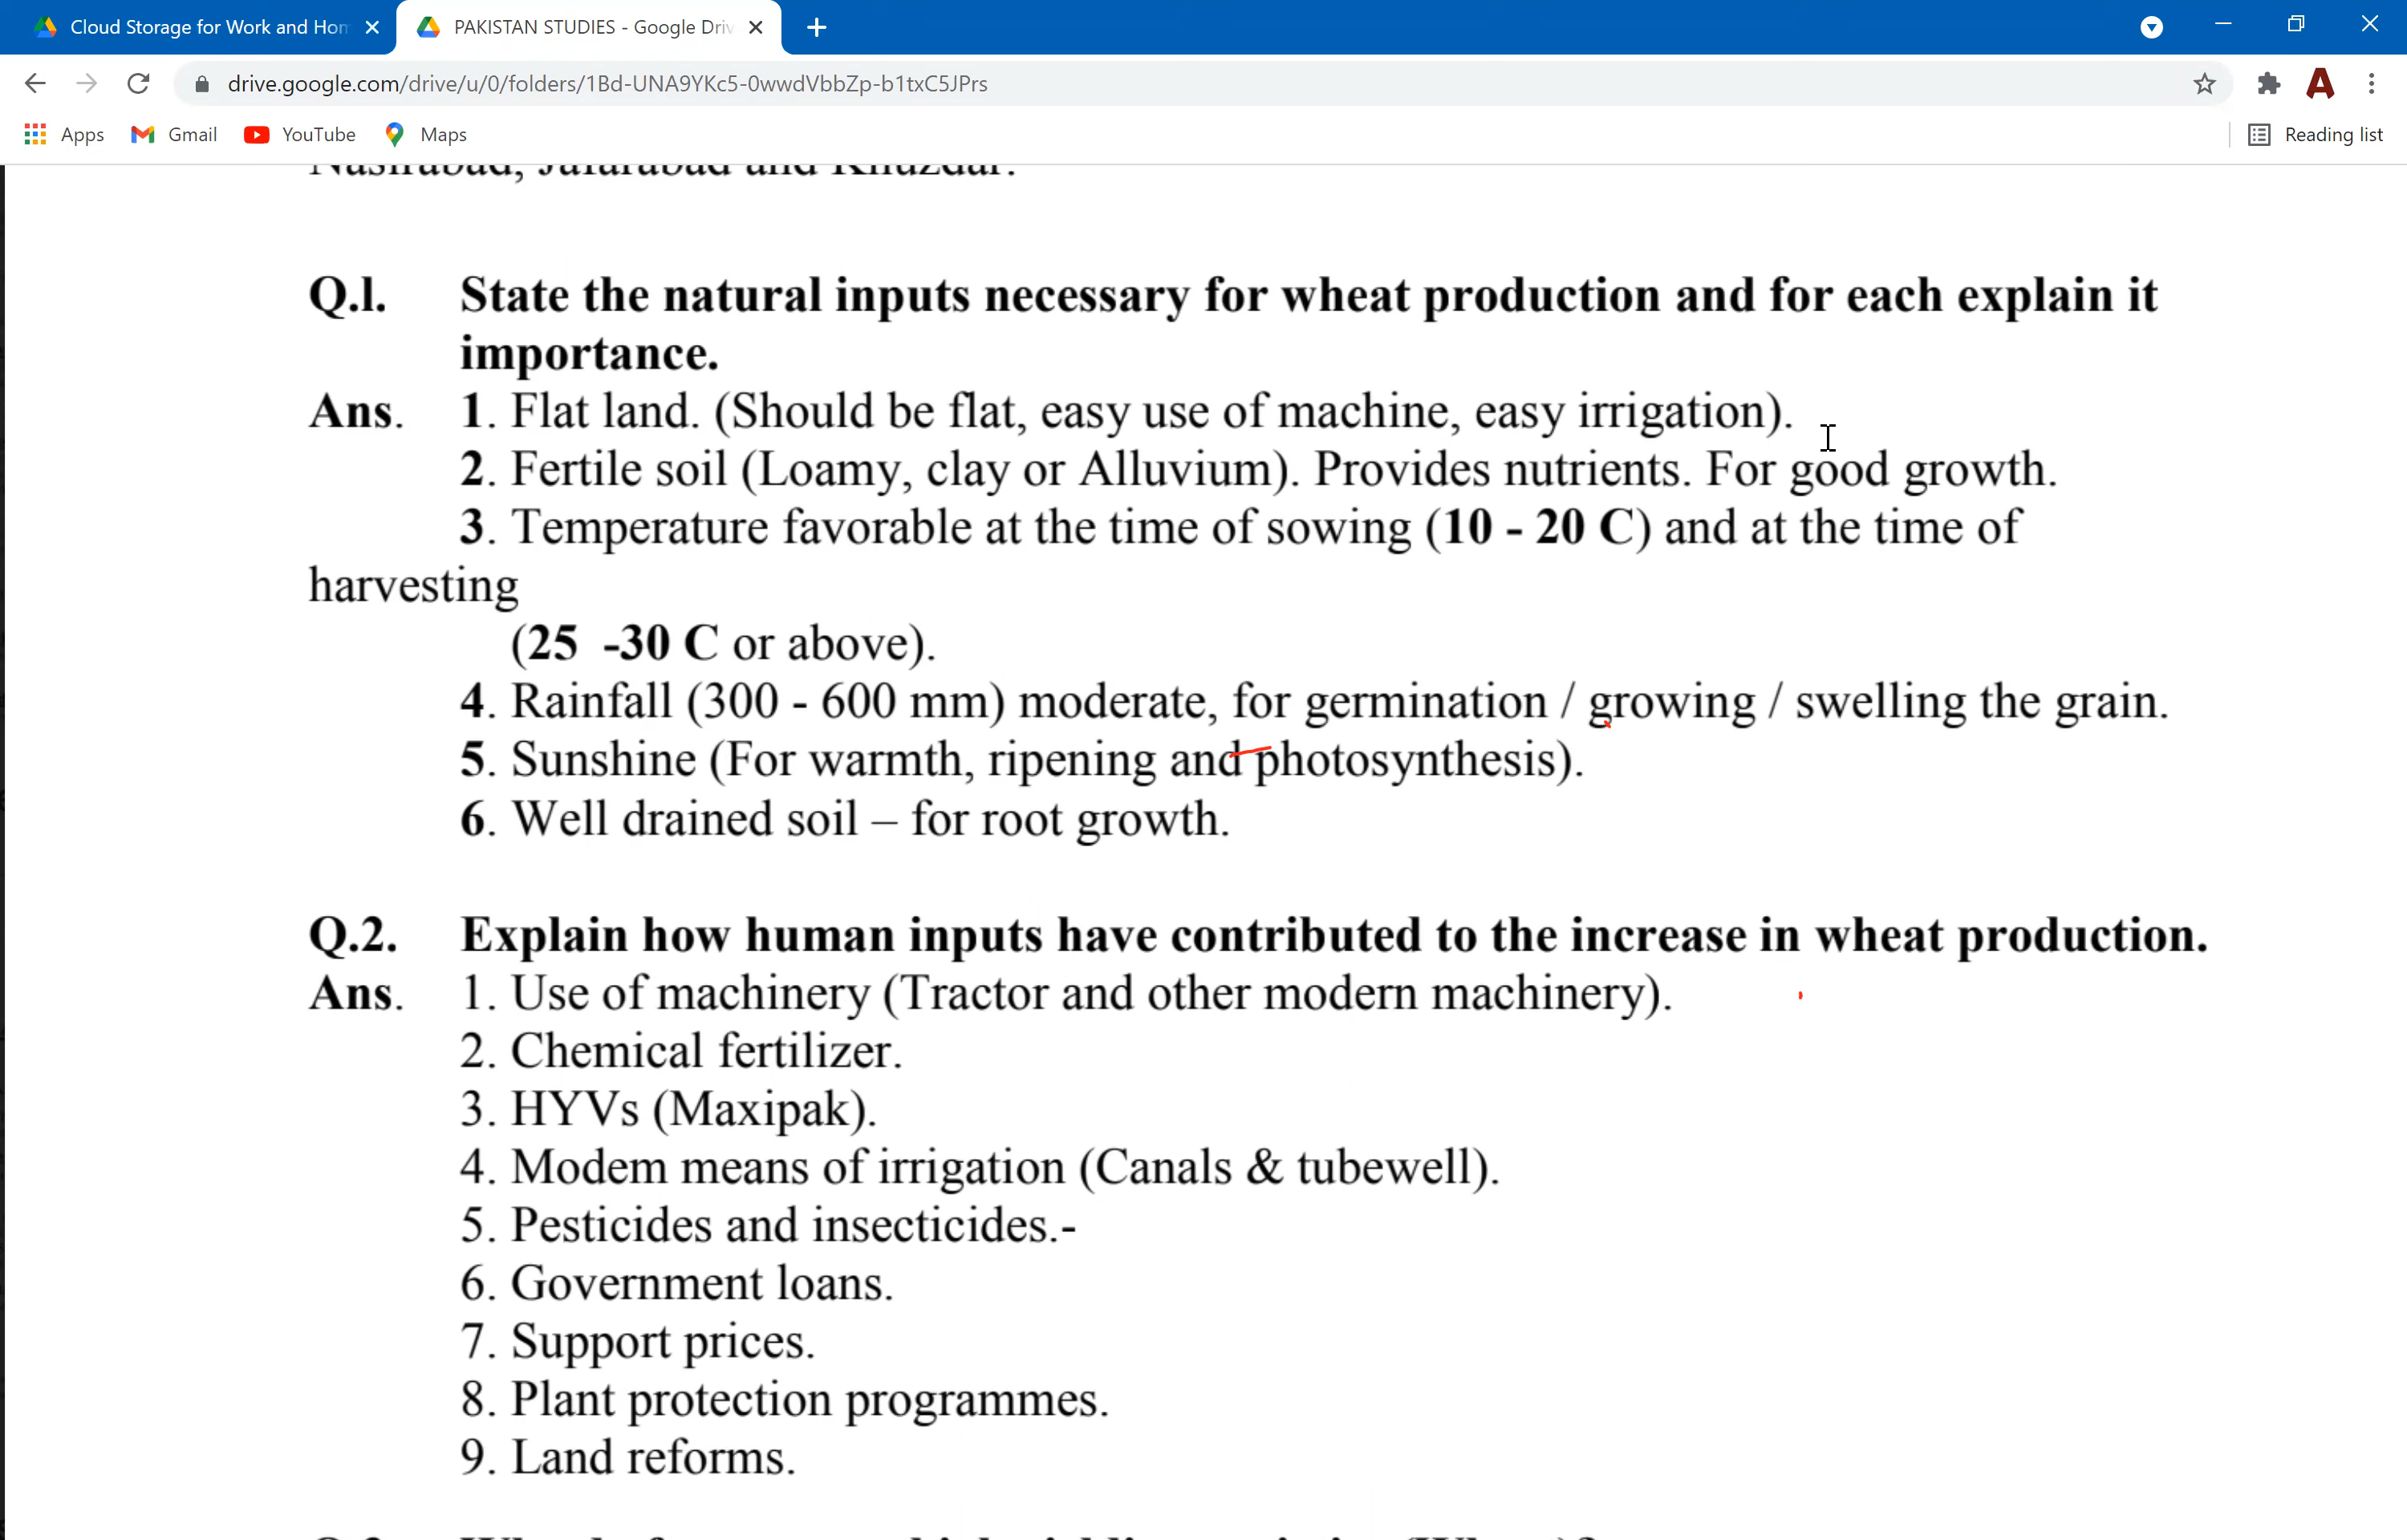 Cloud Storage for Work and Hom
PAKISTAN STUDIES - Google Driv
drive.google.com/drive/u/0/folders/1Bd-UNA9YKc5-0wwdVbbZp-b1txC5JPrs
A
Apps Gmail YouTube Maps Reading list
Nasirabad, Jafarabad and Khuzdar.
Q.l. State the natural inputs necessary for wheat production and for each explain it
importance.
Ans. 1. Flat land. (Should be flat, easy use of machine, easy irrigation).
2. Fertile soil (Loamy, clay or Alluvium). Provides nutrients. For good growth.
3. Temperature favorable at the time of sowing (10 - 20 C) and at the time of
harvesting
(25 -30 C or above).
4. Rainfall (300 - 600 mm) moderate, for germination / growing / swelling the grain.
5. Sunshine (For warmth, ripening and photosynthesis).
6. Well drained soil – for root growth.
Q.2. Explain how human inputs have contributed to the increase in wheat production.
Ans. 1. Use of machinery (Tractor and other modern machinery).
2. Chemical fertilizer.
3. HYVs (Maxipak).
4. Modem means of irrigation (Canals & tubewell).
5. Pesticides and insecticides.-
6. Government loans.
7. Support prices.
8. Plant protection programmes.
9. Land reforms.